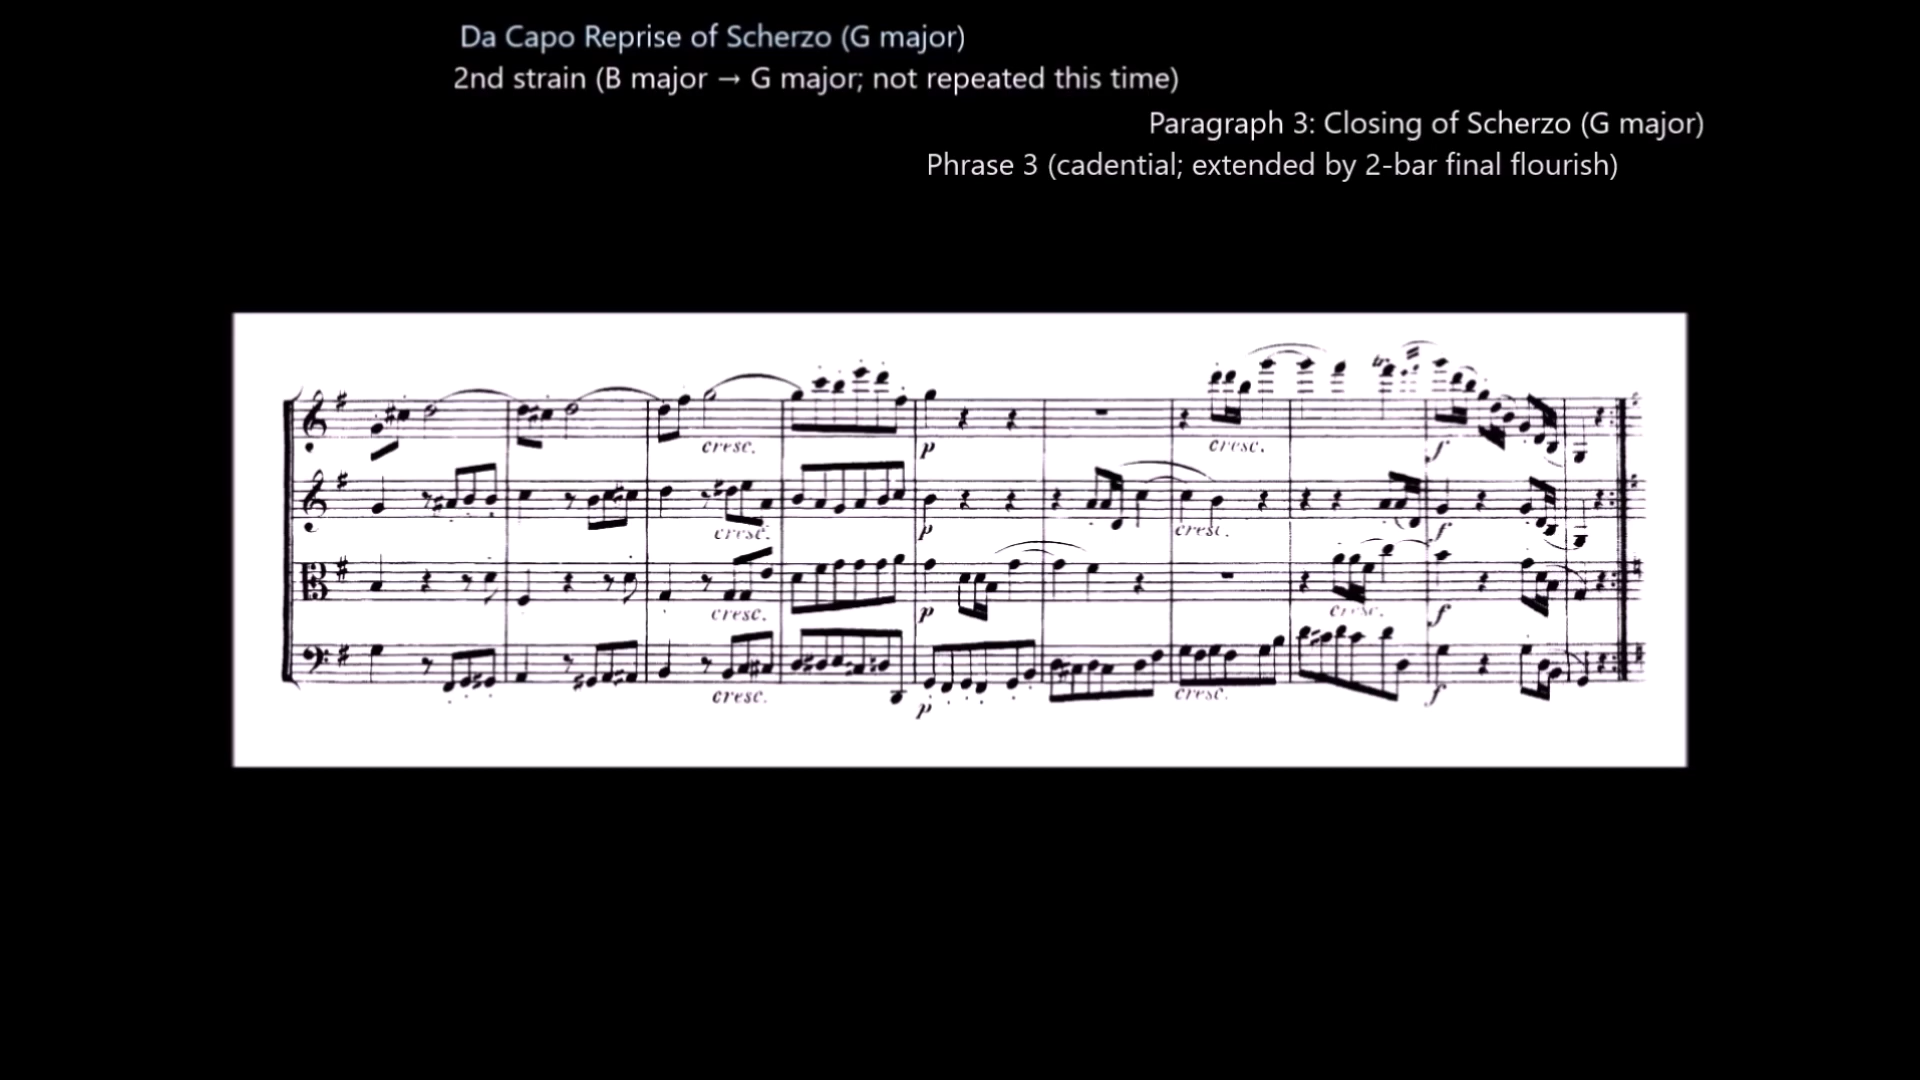 Da Capo Reprise of Scherzo (G major)
2nd strain (B major → G major; not repeated this time)
Paragraph 3: Closing of Scherzo (G major)
Phrase 3 (cadential; extended by 2-bar final flourish)
tr
cresc. p cresc. f
cresc. p cresc. f
cresc. p cresc. f
cresc. p cresc. f